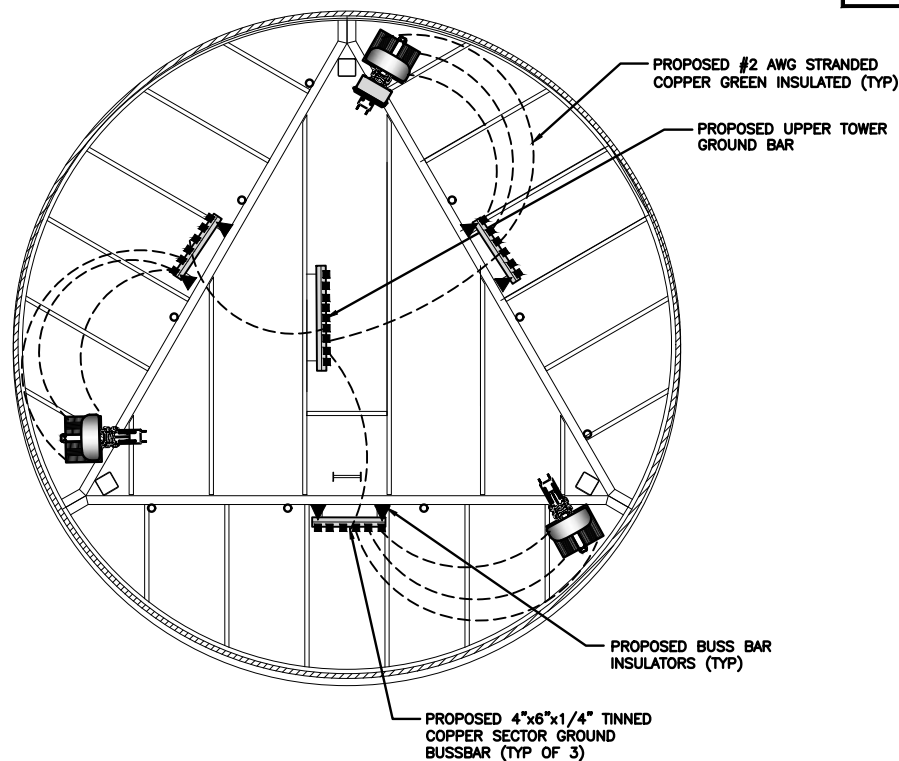 PROPOSED #2 AWG STRANDED
COPPER GREEN INSULATED (TYP)
PROPOSED UPPER TOWER
GROUND BAR
PROPOSED BUSS BAR
INSULATORS (TYP)
PROPOSED 4"x6"x1/4" TINNED
COPPER SECTOR GROUND
BUSSBAR (TYP OF 3)